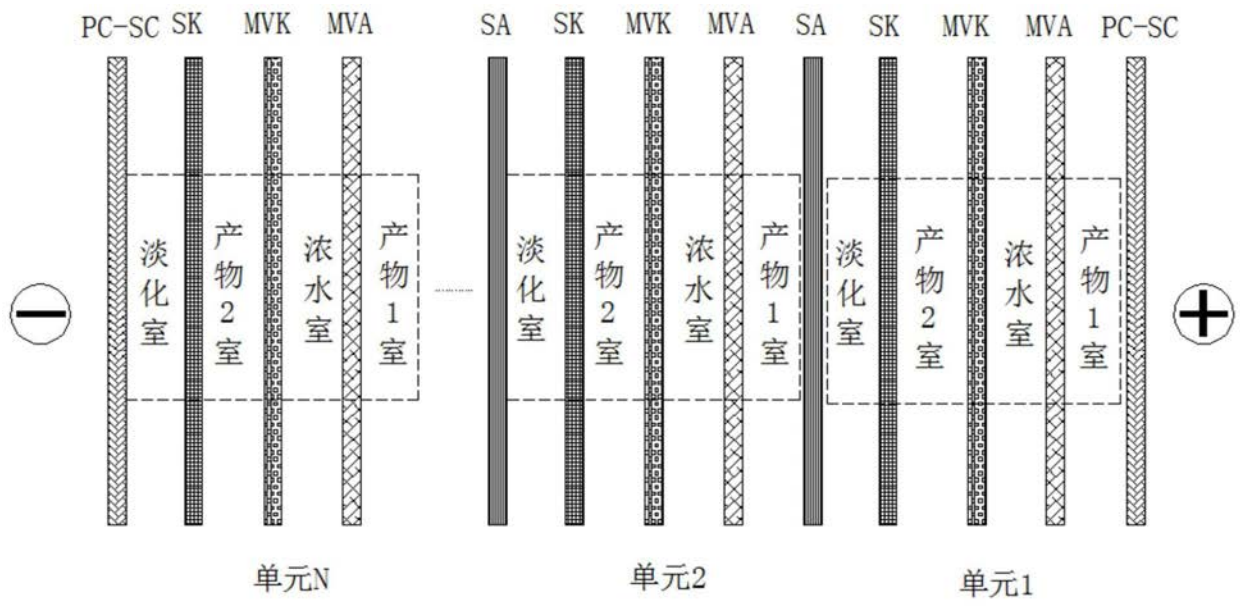 PC-SC SK MVK MVA SA SK MVK MVA SA SK MVK MVA PC-SC
淡化室
产物2室
浓水室
产物1室
淡化室
产物2室
浓水室
产物1室
淡化室
产物2室
浓水室
产物1室
单元N 单元2 单元1